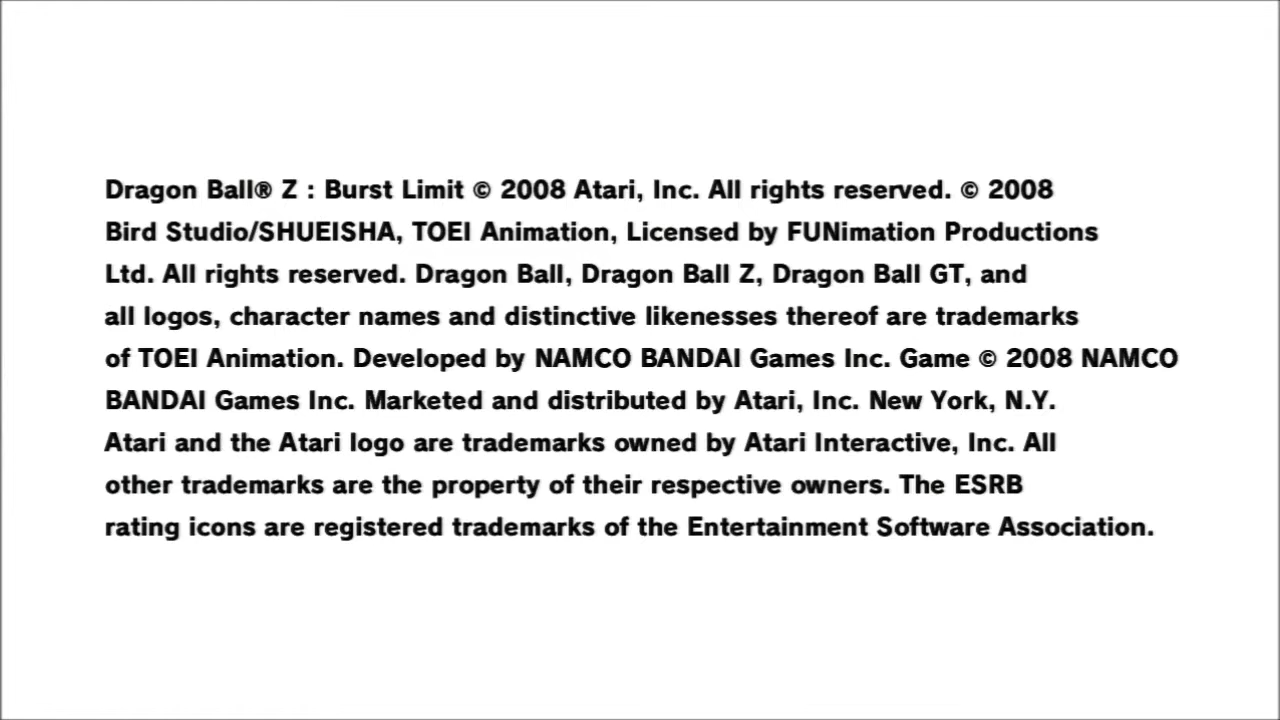 Dragon Ball® Z : Burst Limit © 2008 Atari, Inc. All rights reserved. © 2008
Bird Studio/SHUEISHA, TOEI Animation, Licensed by FUNimation Productions
Ltd. All rights reserved. Dragon Ball, Dragon Ball Z, Dragon Ball GT, and
all logos, character names and distinctive likenesses thereof are trademarks
of TOEI Animation. Developed by NAMCO BANDAI Games Inc. Game © 2008 NAMCO
BANDAI Games Inc. Marketed and distributed by Atari, Inc. New York, N.Y.
Atari and the Atari logo are trademarks owned by Atari Interactive, Inc. All
other trademarks are the property of their respective owners. The ESRB
rating icons are registered trademarks of the Entertainment Software Association.